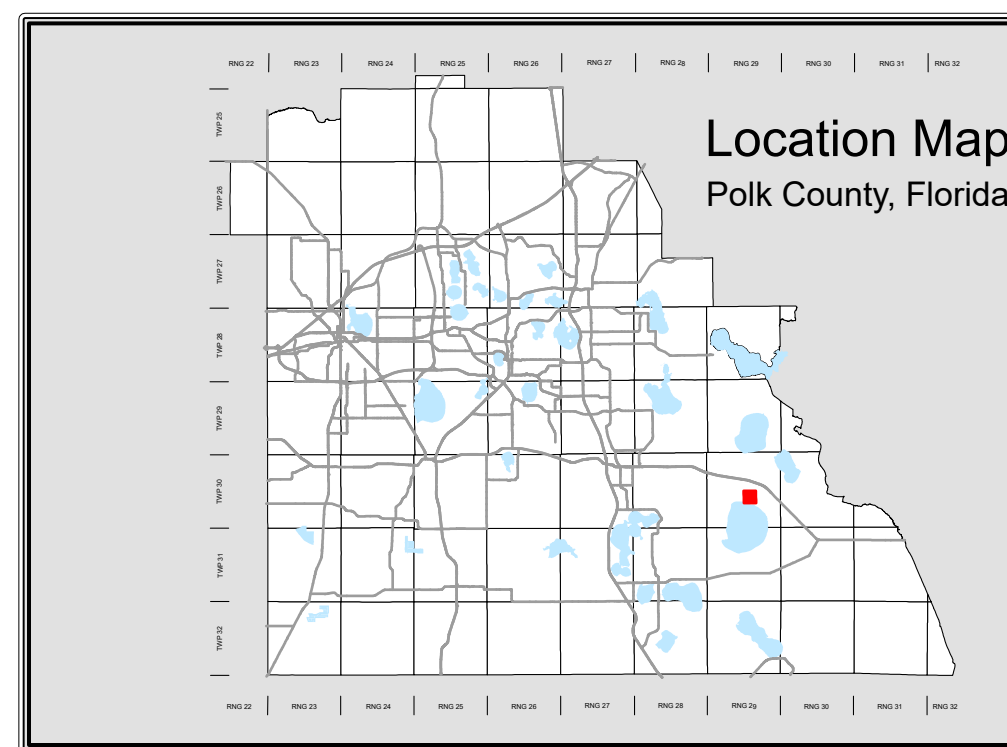 RNG 22 RNG 23 RNG 24 RNG 25 RNG 26 RNG 27 RNG 28 RNG 29 RNG 30 RNG 31 RNG 32
Location Map
Polk County, Florida
TWP 25
TWP 26
TWP 27
TWP 28
TWP 29
TWP 30
TWP 31
TWP 32
RNG 22 RNG 23 RNG 24 RNG 25 RNG 26 RNG 27 RNG 28 RNG 29 RNG 30 RNG 31 RNG 32